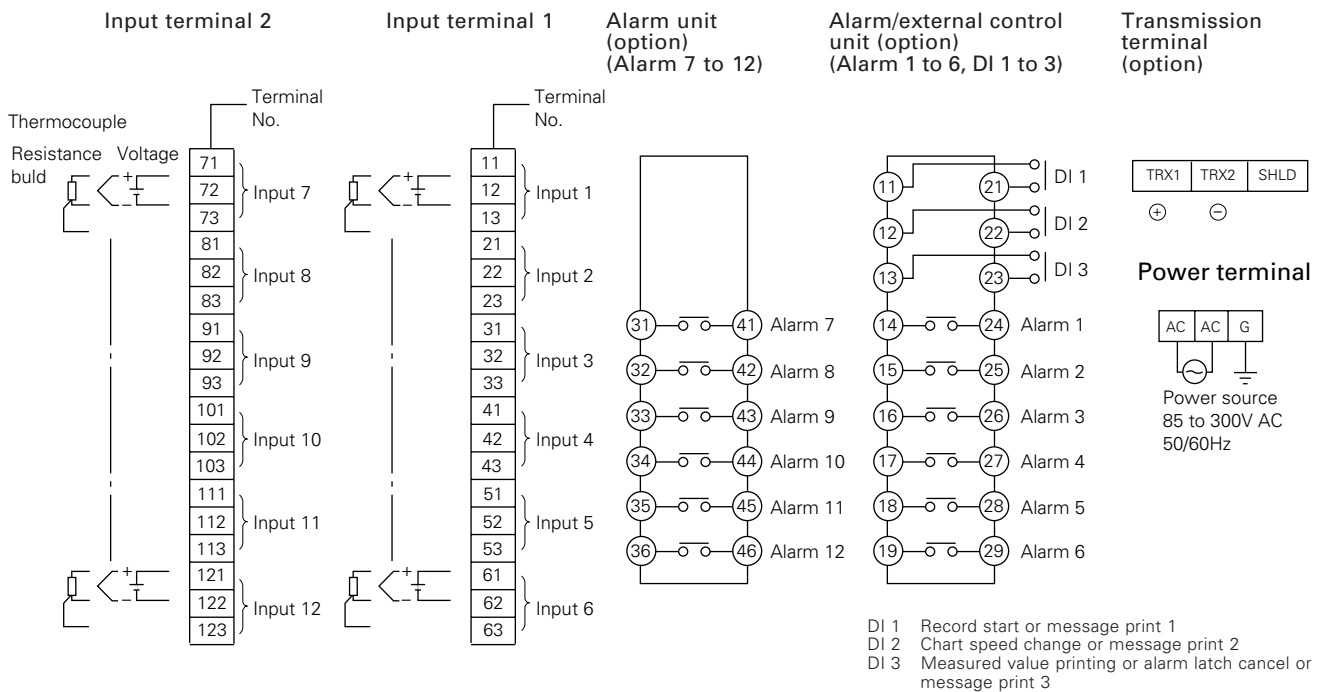 Input terminal 2
Terminal
No.
Thermocouple
Resistance
buld
Voltage
+
–
71
72
73
81
82
83
91
92
93
101
102
103
111
112
113
121
122
123
Input 7
Input 8
Input 9
Input 10
Input 11
Input 12
+
–
Input terminal 1
Terminal
No.
+
–
11
12
13
21
22
23
31
32
33
41
42
43
51
52
53
61
62
63
Input 1
Input 2
Input 3
Input 4
Input 5
Input 6
+
–
Alarm unit
(option)
(Alarm 7 to 12)
31 41 Alarm 7
32 42 Alarm 8
33 43 Alarm 9
34 44 Alarm 10
35 45 Alarm 11
36 46 Alarm 12
Alarm/external control
unit (option)
(Alarm 1 to 6, DI 1 to 3)
11 21 DI 1
12 22 DI 2
13 23 DI 3
14 24 Alarm 1
15 25 Alarm 2
16 26 Alarm 3
17 27 Alarm 4
18 28 Alarm 5
19 29 Alarm 6
DI 1 Record start or message print 1
DI 2 Chart speed change or message print 2
DI 3 Measured value printing or alarm latch cancel or
message print 3
Transmission
terminal
(option)
TRX1 TRX2 SHLD
+ –
Power terminal
AC AC G
Power source
85 to 300V AC
50/60Hz